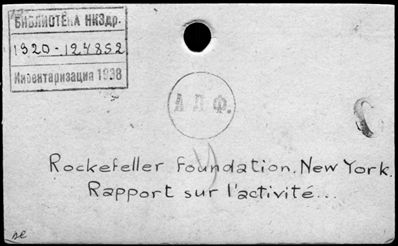 БИБЛИОТЕКА НКЗдр.
1920-124852
Инвентаризация 1938
А П Ф.
Rockefeller Foundation. New York.
Rapport sur l'activité...